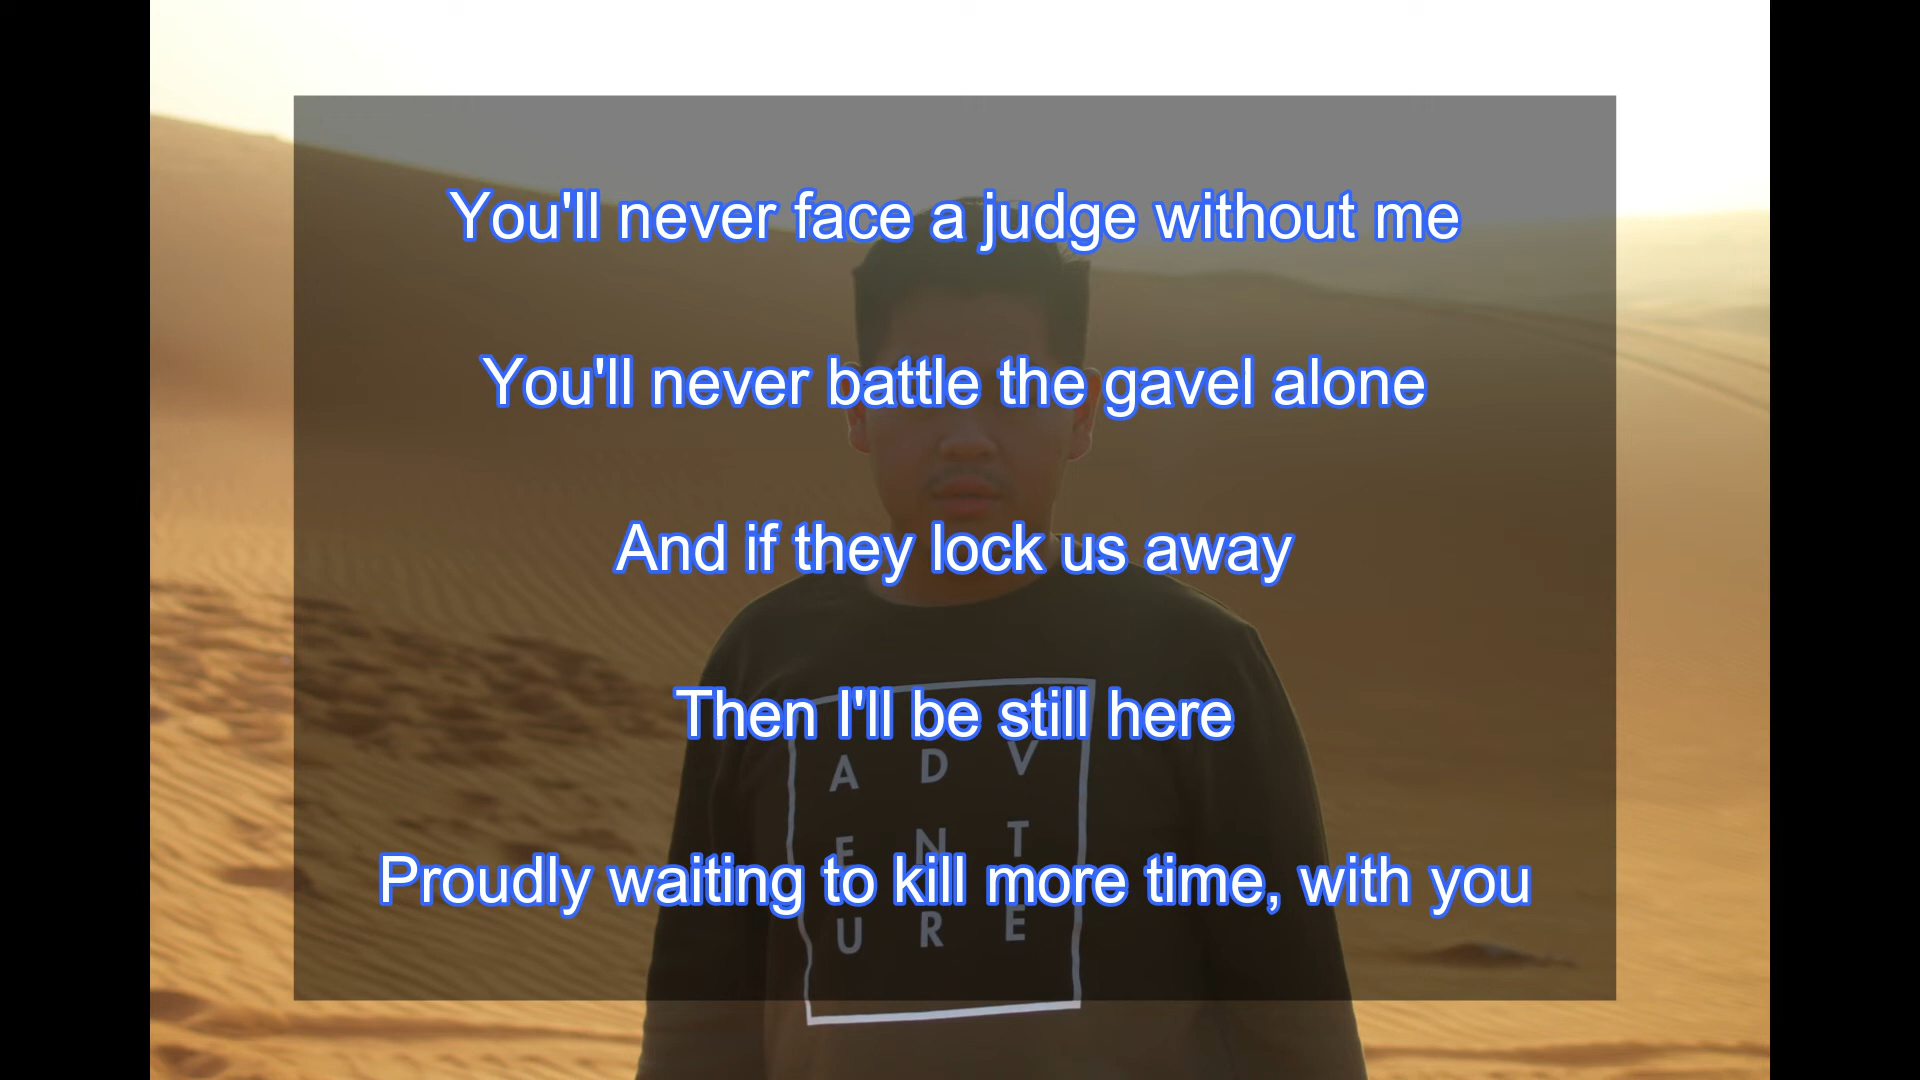 You'll never face a judge without me
You'll never battle the gavel alone
And if they lock us away
Then I'll be still here
A D V
E N T
Proudly waiting to kill more time, with you
U R E